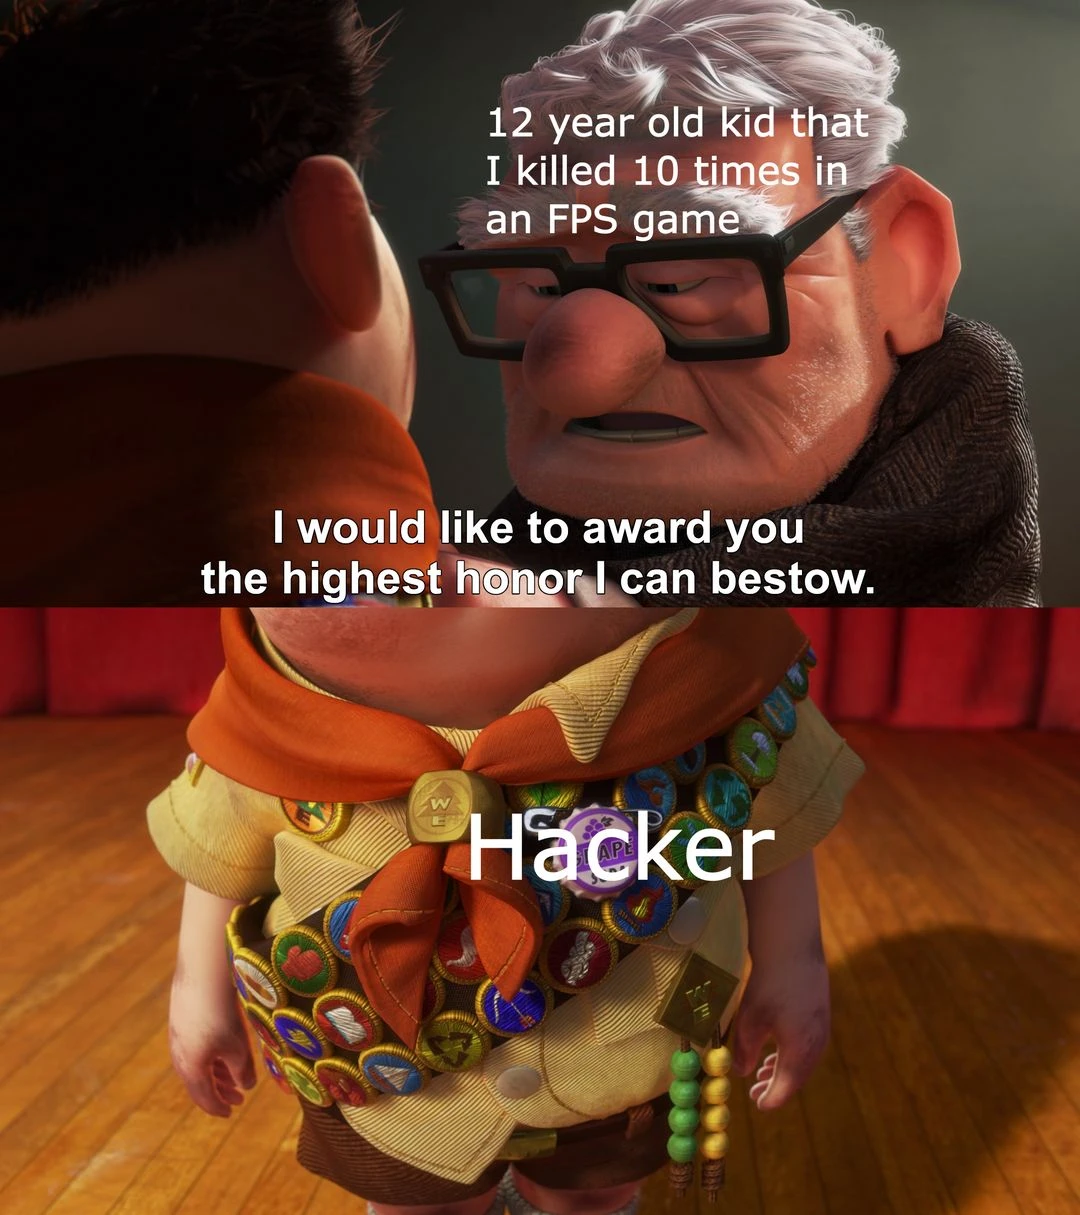 12 year old kid that
I killed 10 times in
an FPS game
I would like to award you
the highest honor I can bestow.
W
E
Hacker
GRAPE
W
E